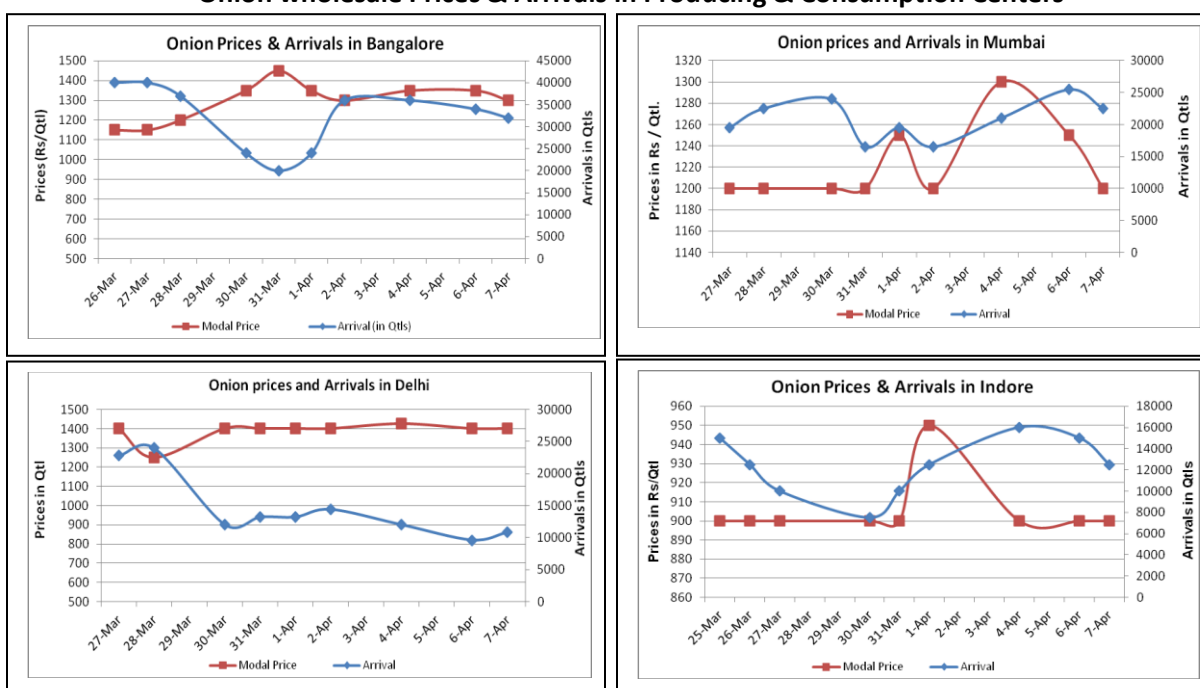 Onion wholesale Prices & Arrivals in Producing & Consumption Centers
Onion Prices & Arrivals in Bangalore
Prices (Rs/Qtl)
1500
1400
1300
1200
1100
1000
900
800
700
600
500
45000
40000
35000
30000
25000
20000
15000
10000
5000
0
Arrivals in Qtls
26-Mar
27-Mar
28-Mar
29-Mar
30-Mar
31-Mar
1-Apr
2-Apr
3-Apr
4-Apr
5-Apr
6-Apr
7-Apr
Modal Price Arrival (in Qtls)
Onion prices and Arrivals in Mumbai
Prices in Rs / Qtl.
1320
1300
1280
1260
1240
1220
1200
1180
1160
1140
30000
25000
20000
15000
10000
5000
0
Arrivals in Qtls
27-Mar
28-Mar
29-Mar
30-Mar
31-Mar
1-Apr
2-Apr
3-Apr
4-Apr
5-Apr
6-Apr
7-Apr
Modal Price Arrival
Onion prices and Arrivals in Delhi
Prices in Qtl
1500
1400
1300
1200
1100
1000
900
800
700
600
500
30000
25000
20000
15000
10000
5000
0
Arrivals in Qtls
27-Mar
28-Mar
29-Mar
30-Mar
31-Mar
1-Apr
2-Apr
3-Apr
4-Apr
5-Apr
6-Apr
7-Apr
Modal Price Arrival
Onion Prices & Arrivals in Indore
Prices in Rs/Qtl
960
950
940
930
920
910
900
890
880
870
860
18000
16000
14000
12000
10000
8000
6000
4000
2000
0
Arrivals in Qtls
25-Mar
26-Mar
27-Mar
28-Mar
29-Mar
30-Mar
31-Mar
1-Apr
2-Apr
3-Apr
4-Apr
5-Apr
6-Apr
7-Apr
Modal Price Arrival